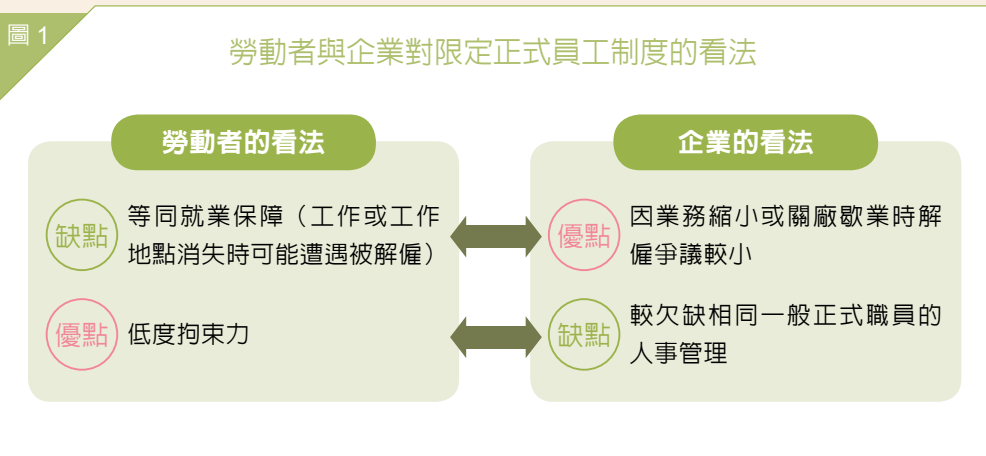 圖 1
勞動者與企業對限定正式員工制度的看法
勞動者的看法
缺點
等同就業保障（工作或工作
地點消失時可能遭遇被解僱）
優點
低度拘束力
企業的看法
優點
因業務縮小或關廠歇業時解
僱爭議較小
缺點
較欠缺相同一般正式職員的
人事管理